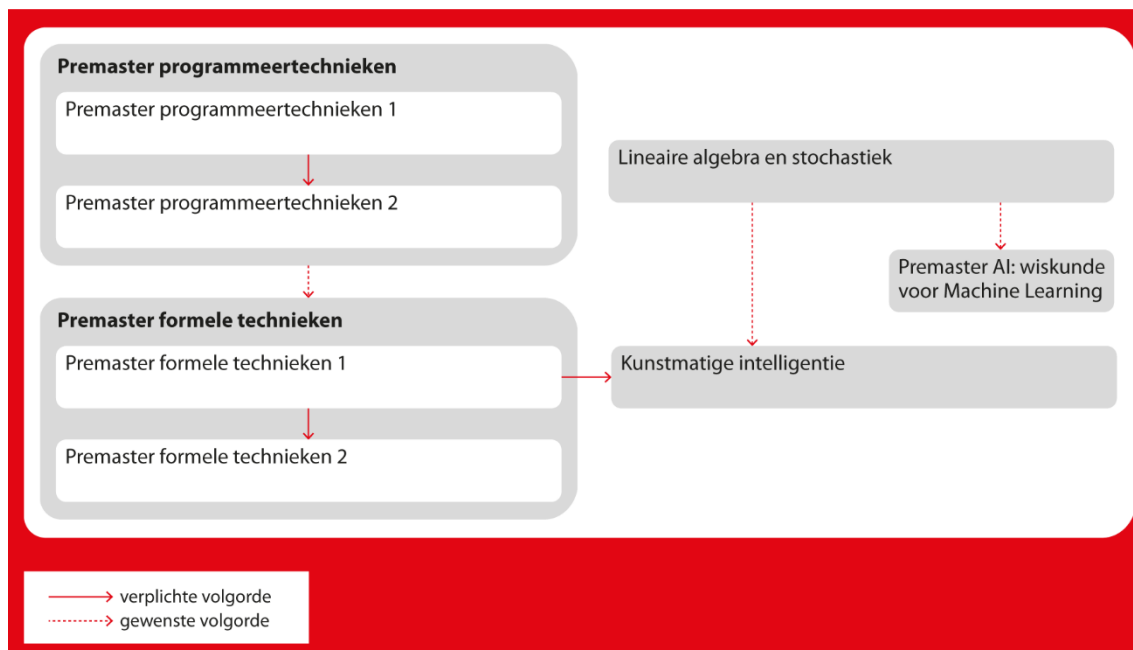 Premaster programmeertechnieken
Premaster programmeertechnieken 1
Premaster programmeertechnieken 2
Premaster formele technieken
Premaster formele technieken 1
Premaster formele technieken 2
Lineaire algebra en stochastiek
Premaster AI: wiskunde
voor Machine Learning
Kunstmatige intelligentie
verplichte volgorde
gewenste volgorde